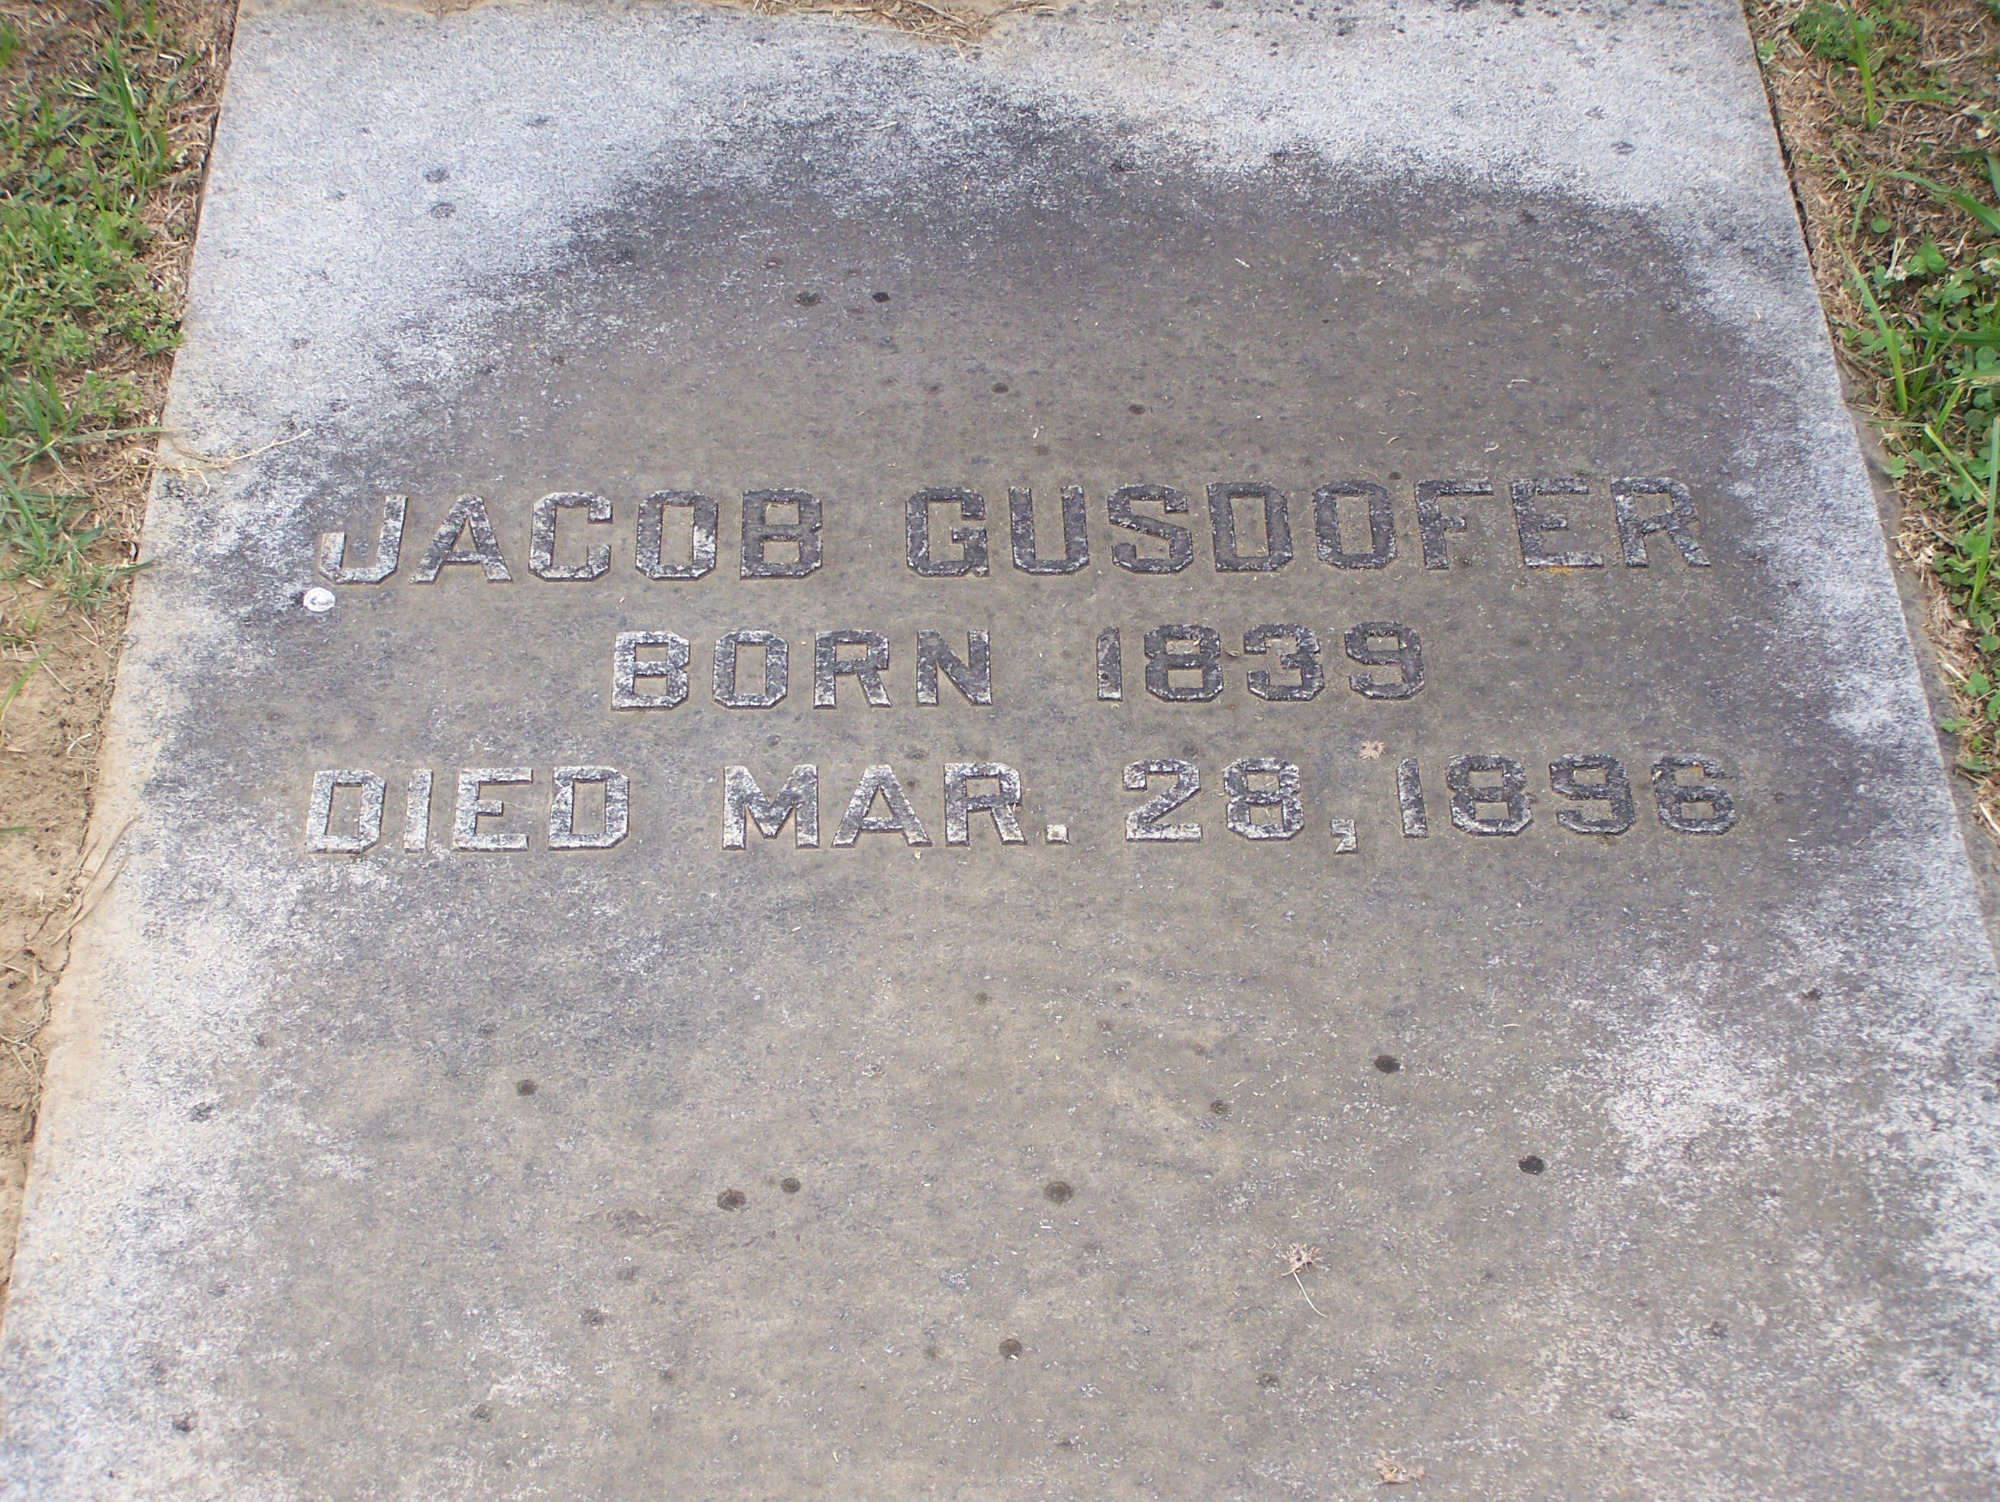 JACOB GUSDOFER
BORN 1839
DIED MAR. 28, 1896